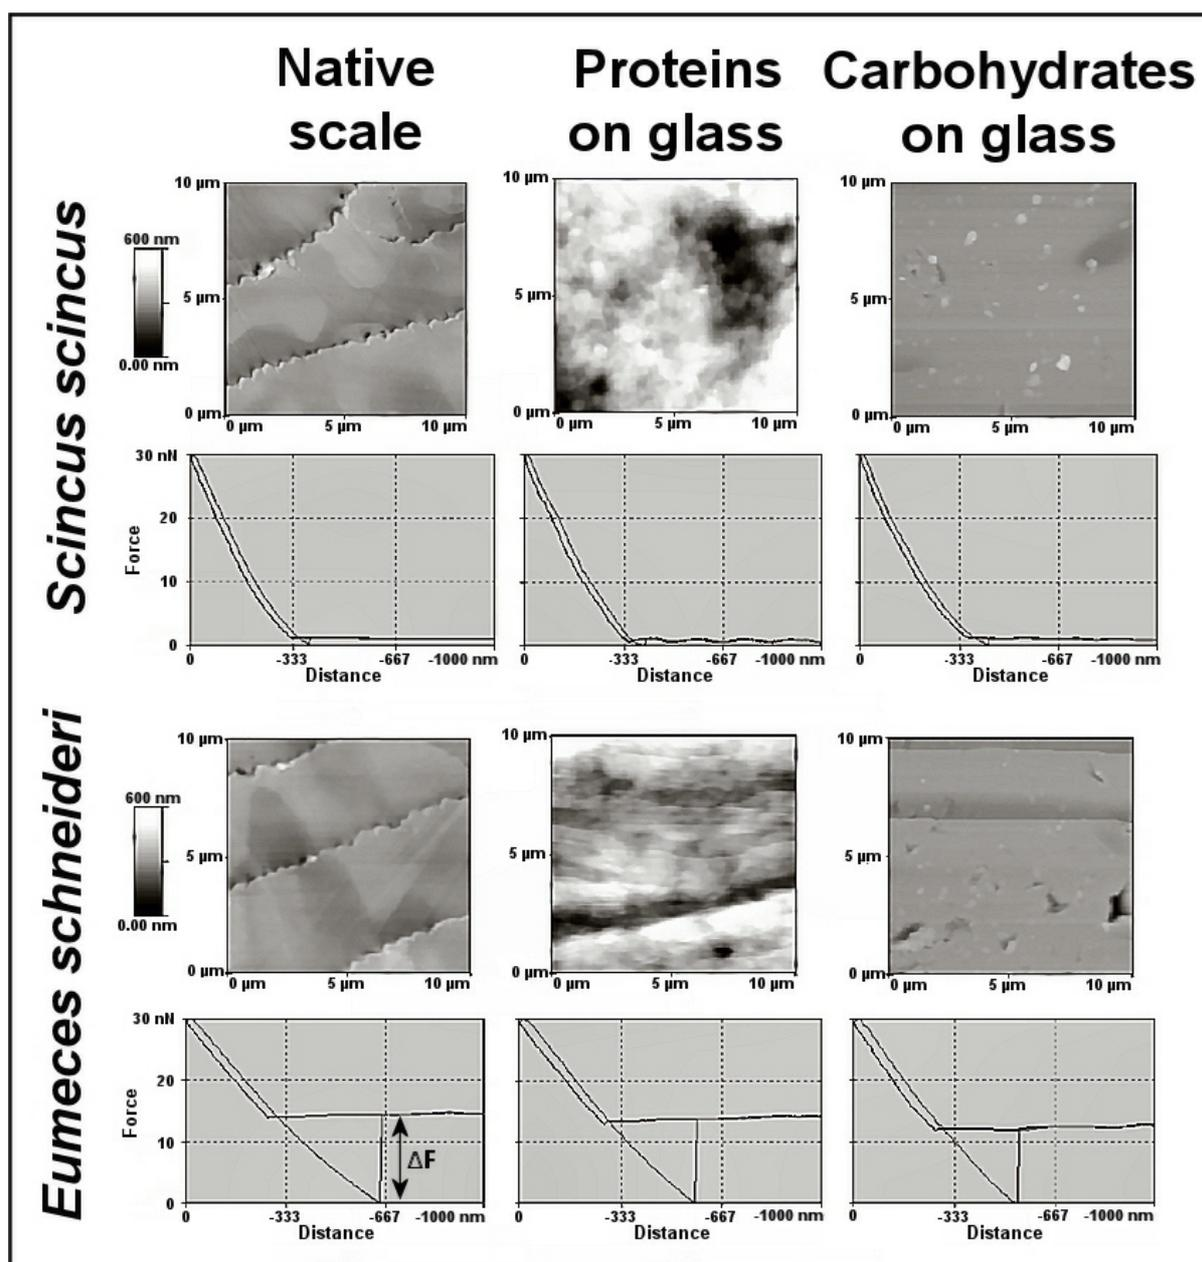 Native
scale
Proteins
on glass
Carbohydrates
on glass
Scincus scincus
600 nm
0.00 nm
10 µm
5 µm
0 µm
0 µm 5 µm 10 µm
10 µm
5 µm
0 µm
5 µm 10 µm
10 µm
5 µm
0 µm
0 µm 5 µm 10 µm
Force
30 nN
20
10
0
0 -333 -667 -1000 nm
Distance
0 -333 -667 -1000 nm
Distance
0 -333 -667 -1000 nm
Distance
Eumeces schneideri
600 nm
0.00 nm
10 µm
5 µm
0 µm
0 µm 5 µm 10 µm
10 µm
5 µm
0 µm
0 µm 5 µm 10 µm
10 µm
5 µm
0 µm
0 µm 5 µm 10 µm
Force
30 nN
20
10
0
ΔF
0 -333 -667 -1000 nm
Distance
0 -333 -667 -1000 nm
Distance
0 -333 -667 -1000 nm
Distance